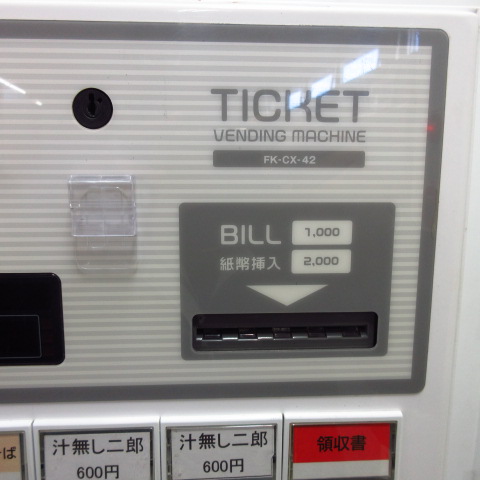 TICKET
VENDING MACHINE
FK-CX-42
BILL 1,000
紙幣挿入 2,000
ば
汁無し二郎
600円
汁無し二郎
600円
領収書